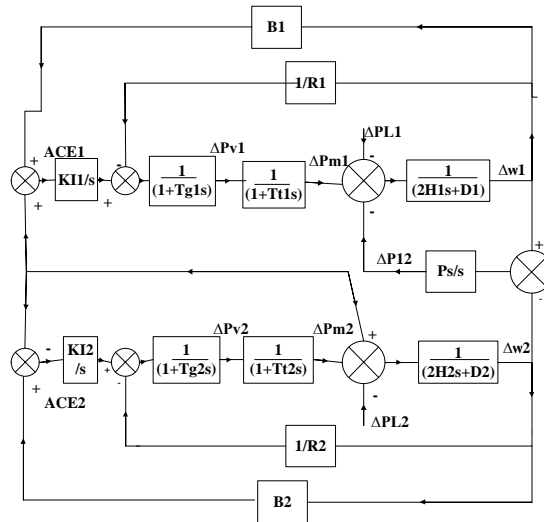 B1
1/R1
ΔPL1
ACE1
ΔPv1
ΔPm1
+
-
-
KI1/s
1
(1+Tg1s)
1
(1+Tt1s)
1
(2H1s+D1)
Δw1
+
+
+
-
ΔP12
Ps/s
+
-
ΔPv2
ΔPm2
+
Δw2
-
KI2
/s
+
-
1
(1+Tg2s)
1
(1+Tt2s)
1
(2H2s+D2)
+
ACE2
-
ΔPL2
1/R2
B2